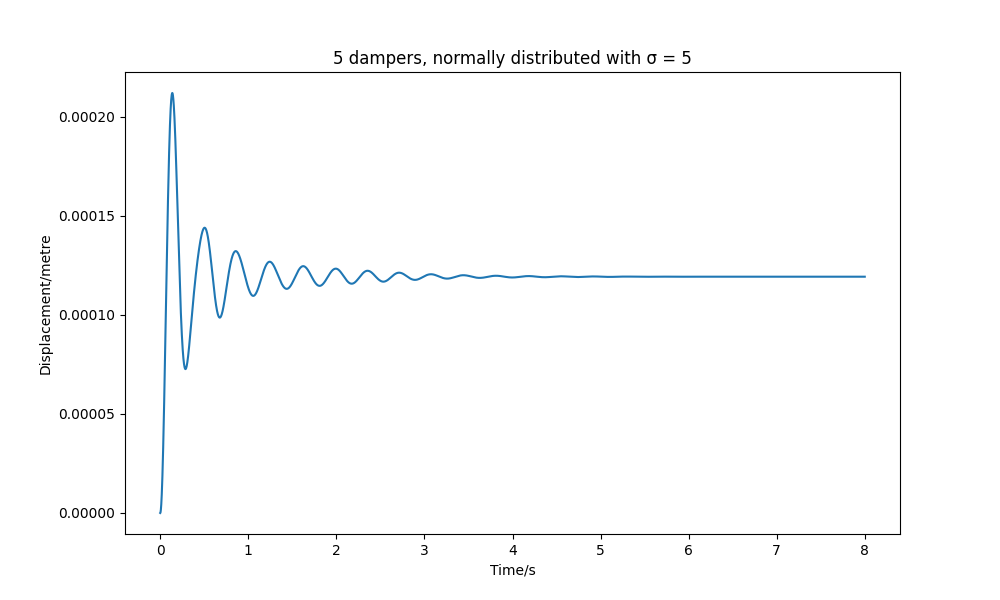 5 dampers, normally distributed with σ = 5
0.00020
0.00015
0.00010
0.00005
0.00000
Displacement/metre
0 1 2 3 4 5 6 7 8
Time/s